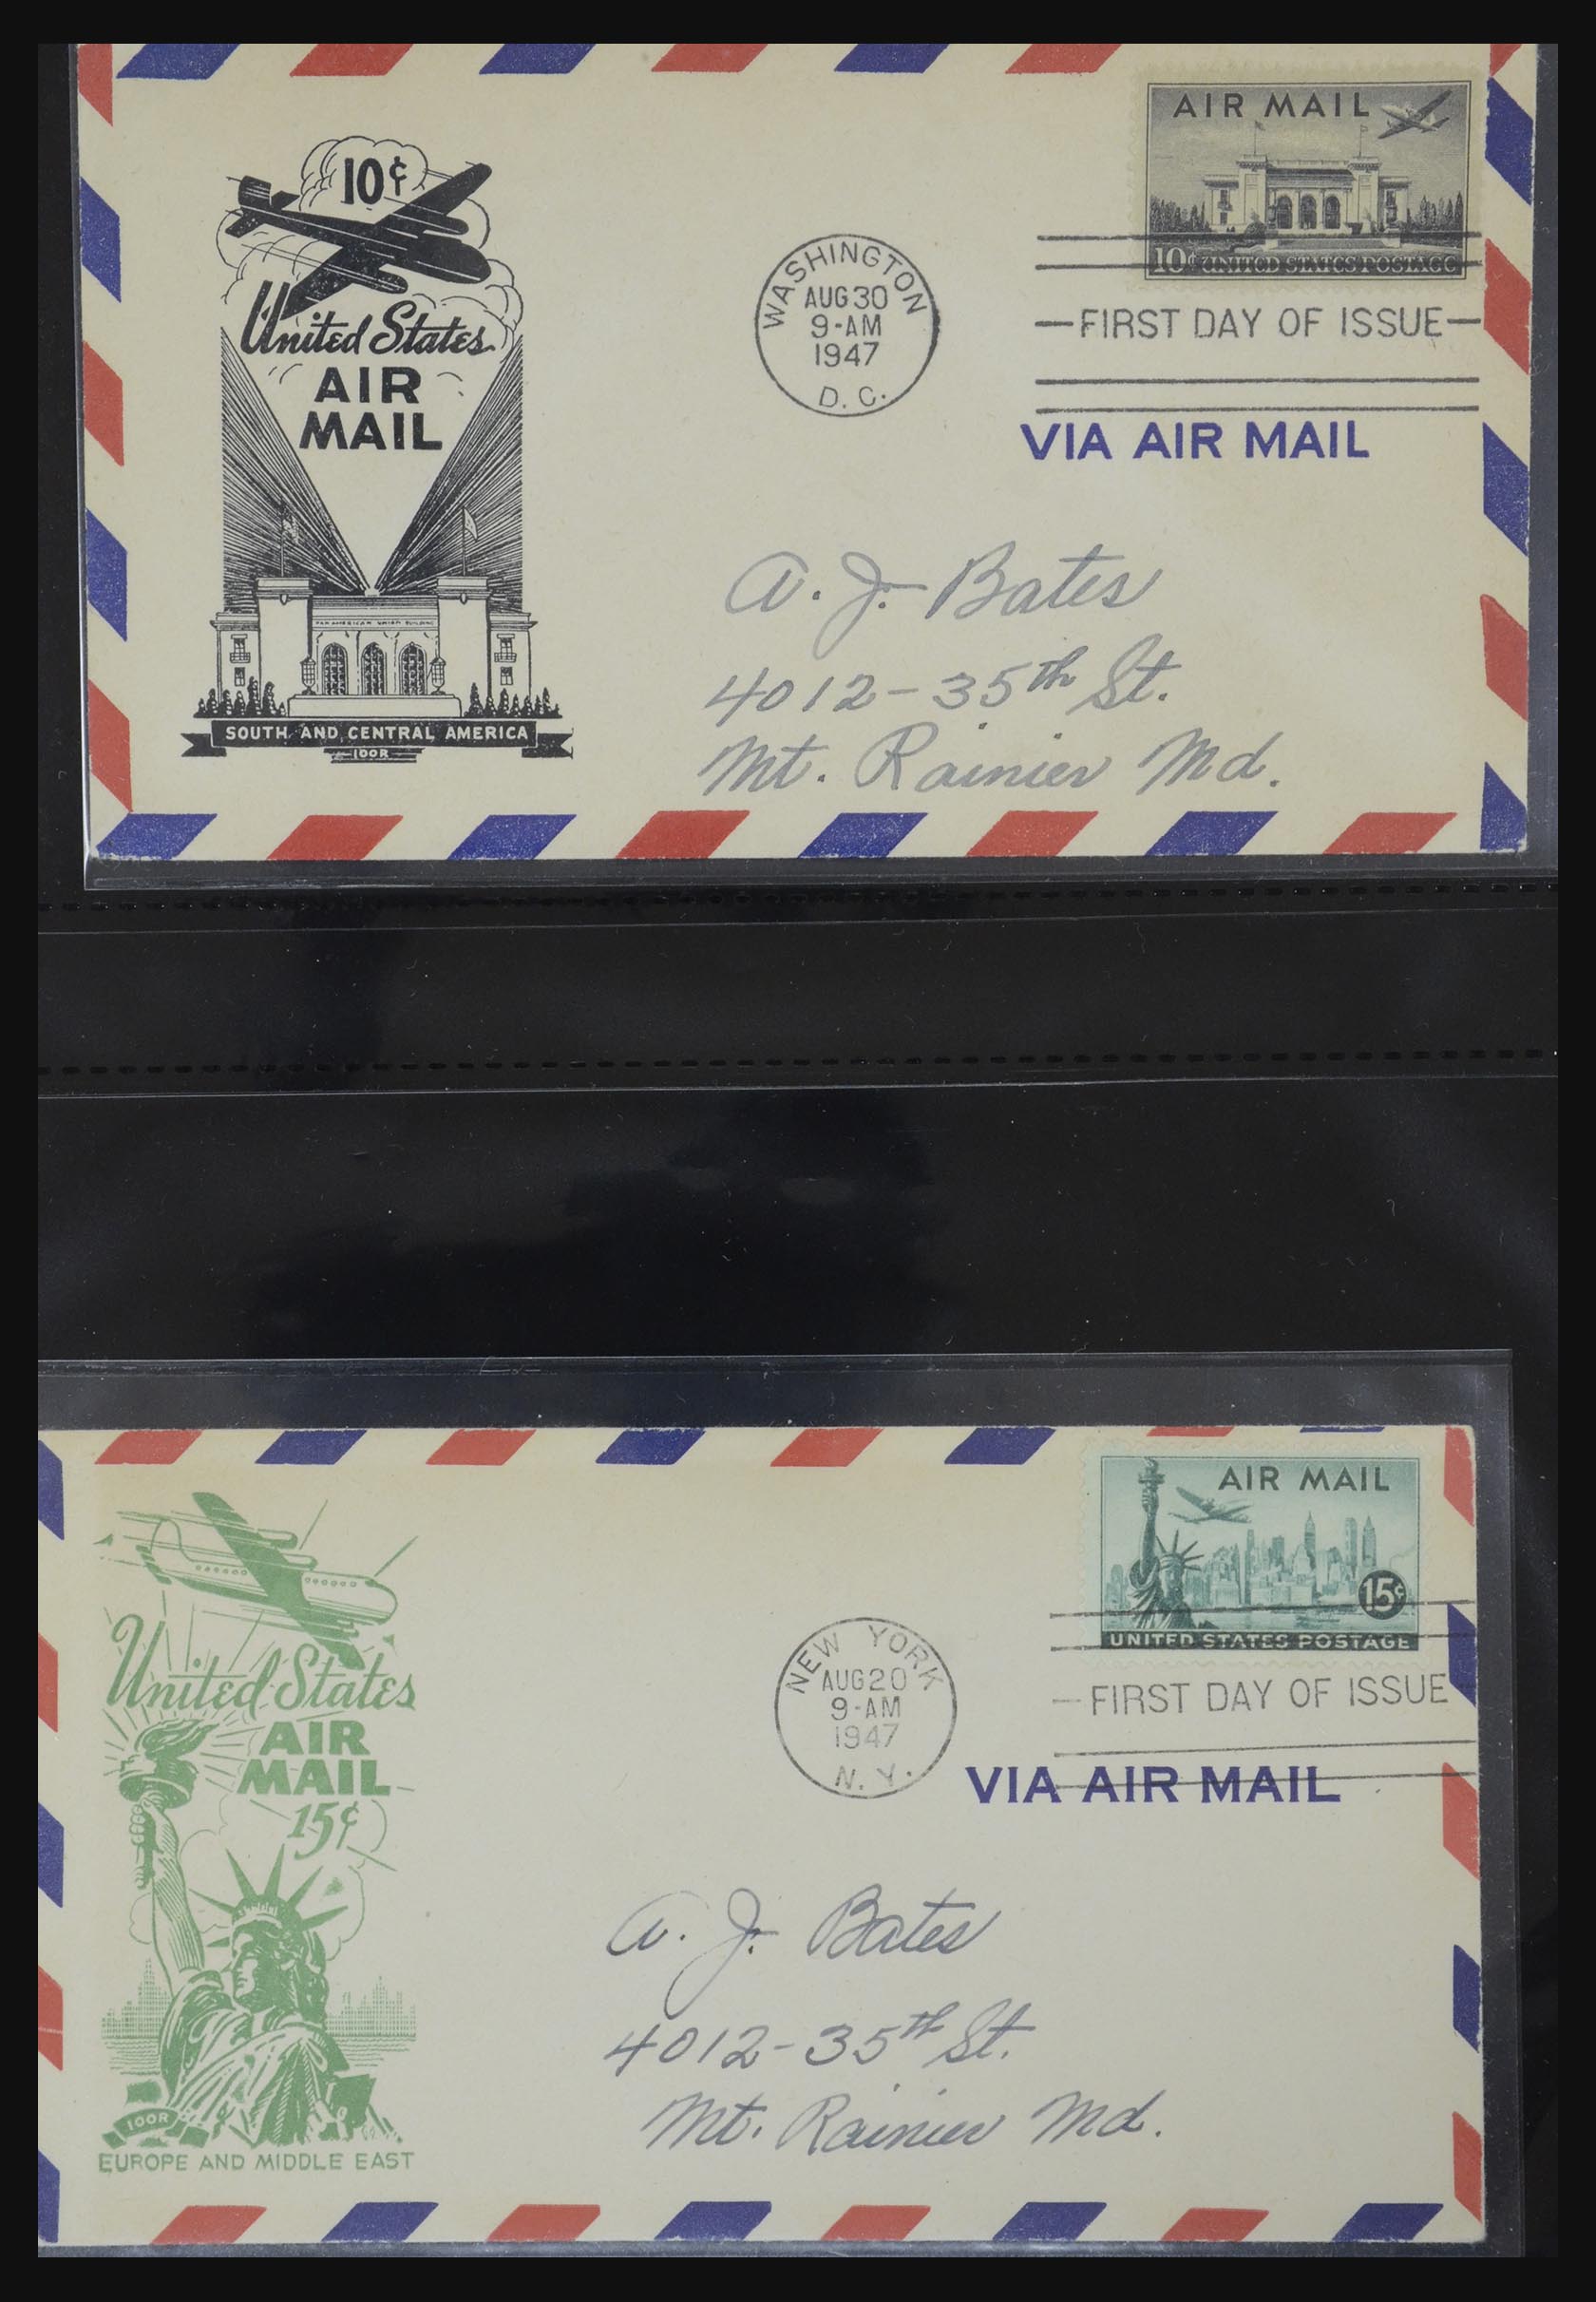 10¢
United States
AIR
MAIL
PAN AMERICAN UNION BUILDING
SOUTH AND CENTRAL AMERICA
IOOR
WASHINGTON
AUG 30
9-AM
1947
D. C.
AIR MAIL
10¢ UNITED STATES POSTAGE
FIRST DAY OF ISSUE
VIA AIR MAIL
A. J. Bates
4012-35th St.
Mt. Rainier Md.
United States
AIR
MAIL
15¢
IOOR
EUROPE AND MIDDLE EAST
NEW YORK
AUG 20
9-AM
1947
N. Y.
AIR MAIL
15¢
UNITED STATES POSTAGE
FIRST DAY OF ISSUE
VIA AIR MAIL
A. J. Bates
4012-35th St.
Mt. Rainier Md.